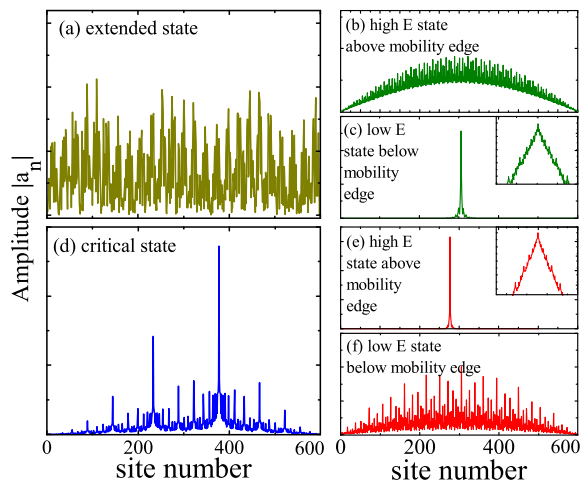 (a) extended state
(b) high E state
above mobility edge
(c) low E
state below
mobility
edge
Amplitude |aₙ|
(d) critical state
(e) high E
state above
mobility
edge
(f) low E state
below mobility edge
0 200 400 600
0 200 400 600
site number
site number